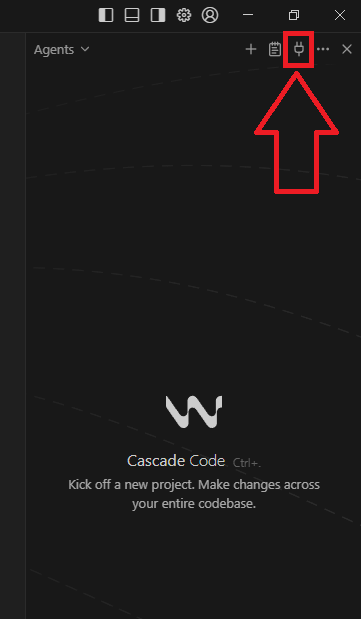 Agents
Cascade Code Ctrl+.
Kick off a new project. Make changes across
your entire codebase.